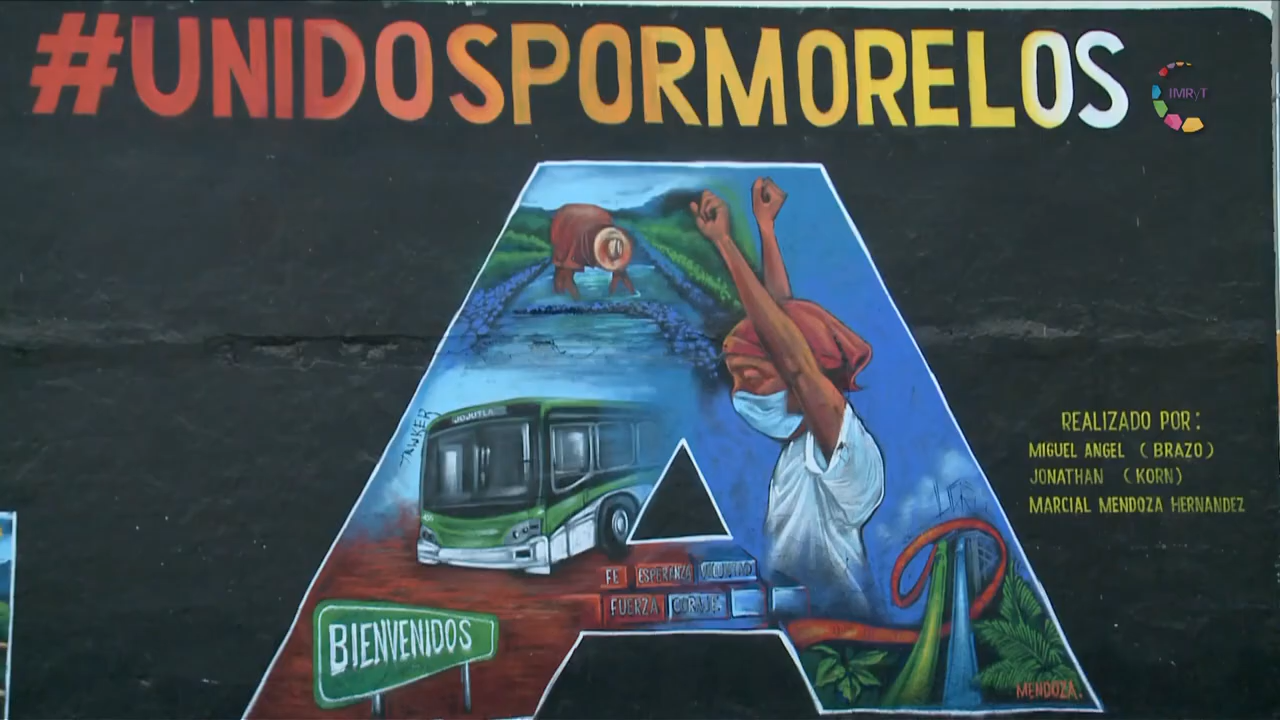 #UNIDOSPORMORELOS
IMRyT
JOJUTLA
TAWKER
REALIZADO POR:
MIGUEL ANGEL (BRAZO)
JONATHAN (KORN)
MARCIAL MENDOZA HERNANDEZ
FE ESPERANZA VOLUNTAD
FUERZA CORAJE
BIENVENIDOS
MENDOZA.